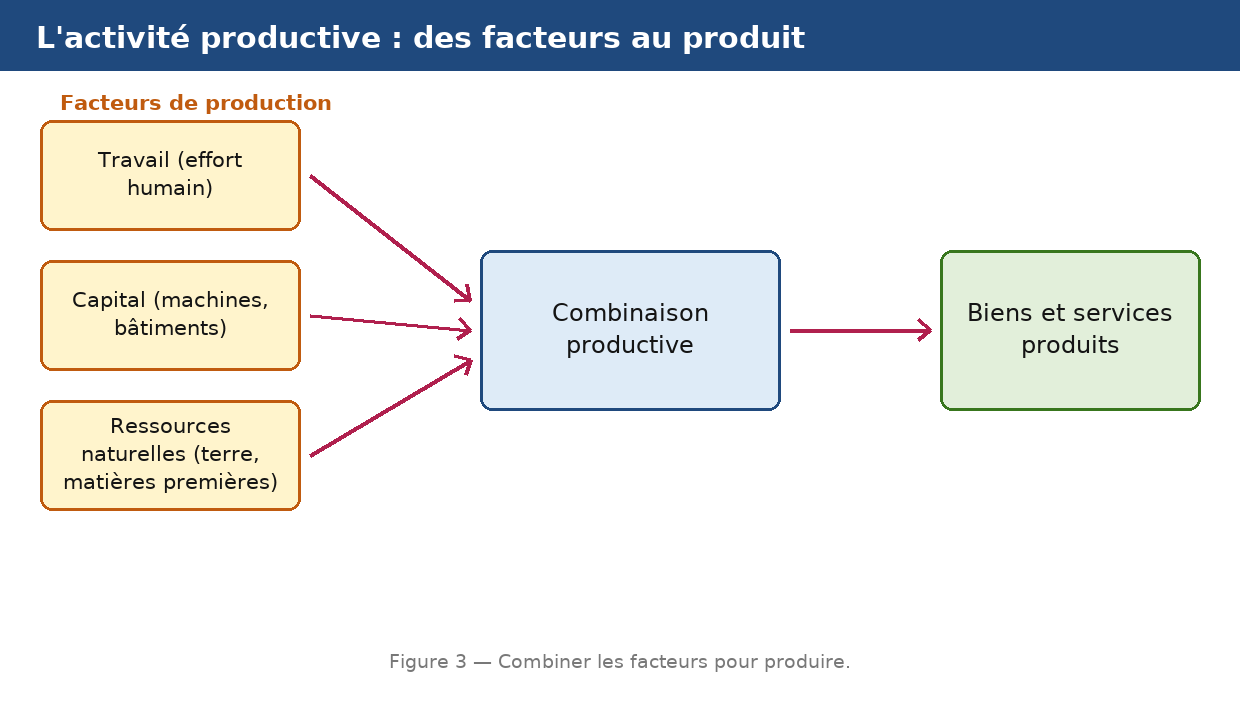 L'activité productive : des facteurs au produit
Facteurs de production
Travail (effort
humain)
Capital (machines,
bâtiments)
Ressources
naturelles (terre,
matières premières)
Combinaison
productive
Biens et services
produits
Figure 3 — Combiner les facteurs pour produire.